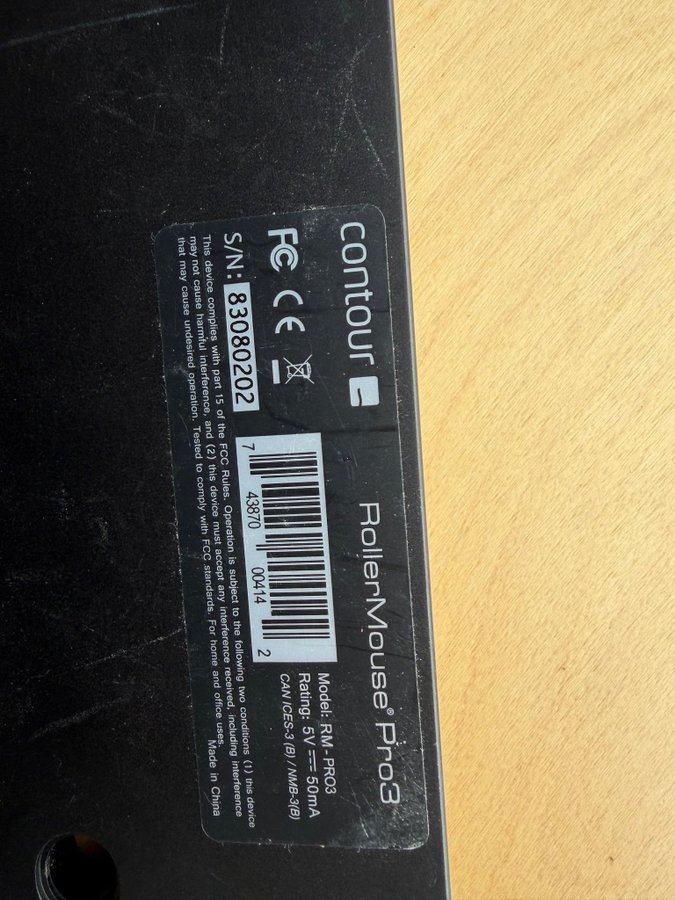 contour
RollerMouse® Pro3
FC CE
S/N: 83080202
7 43870 00414 2
Model: RM-PRO3
Rating: 5V ⎓ 50mA
CAN ICES-3 (B) / NMB-3(B)
This device complies with part 15 of the FCC Rules. Operation is subject to the following two conditions (1) this device
may not cause harmful interference, and (2) this device must accept any interference received, including interference
that may cause undesired operation. Tested to comply with FCC standards. For home and office uses.
Made in China